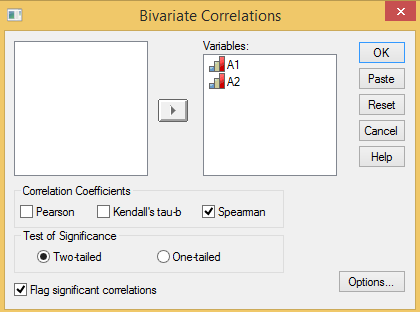 Bivariate Correlations
Variables:
A1
A2
OK
Paste
Reset
Cancel
Help
Correlation Coefficients
Pearson Kendall's tau-b Spearman
Test of Significance
Two-tailed One-tailed
Flag significant correlations
Options...